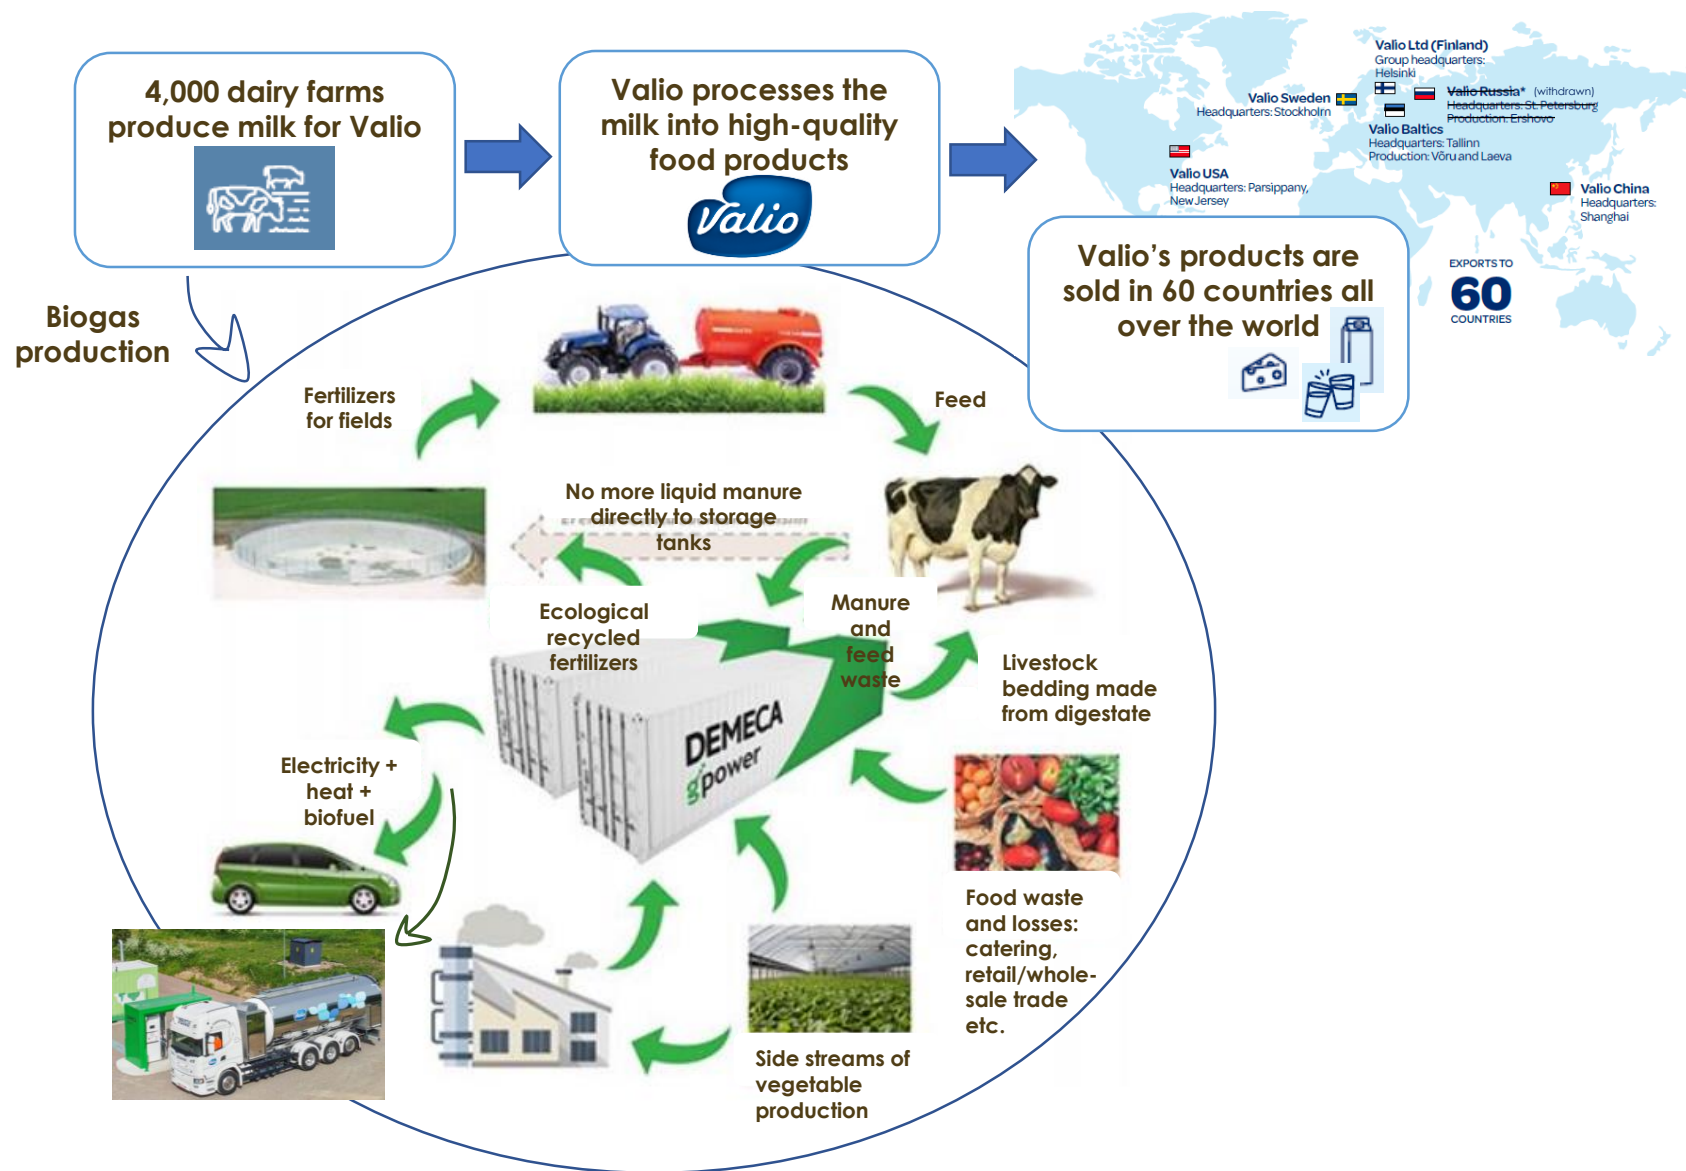 4,000 dairy farms
produce milk for Valio
Valio processes the
milk into high-quality
food products
Valio
Valio Ltd (Finland)
Group headquarters:
Helsinki
Valio Sweden
Headquarters: Stockholm
Valio Russia* (withdrawn)
Headquarters: St. Petersburg
Production: Ershovo
Valio Baltics
Headquarters: Tallinn
Production: Võru and Laeva
Valio USA
Headquarters: Parsippany,
New Jersey
Valio China
Headquarters:
Shanghai
Valio's products are
sold in 60 countries all
over the world
EXPORTS TO
60
COUNTRIES
Biogas
production
Fertilizers
for fields
Feed
No more liquid manure
directly to storage
tanks
Ecological
recycled
fertilizers
Manure
and
feed
waste
Livestock
bedding made
from digestate
DEMECA
power
Electricity +
heat +
biofuel
Food waste
and losses:
catering,
retail/whole-
sale trade
etc.
Side streams of
vegetable
production